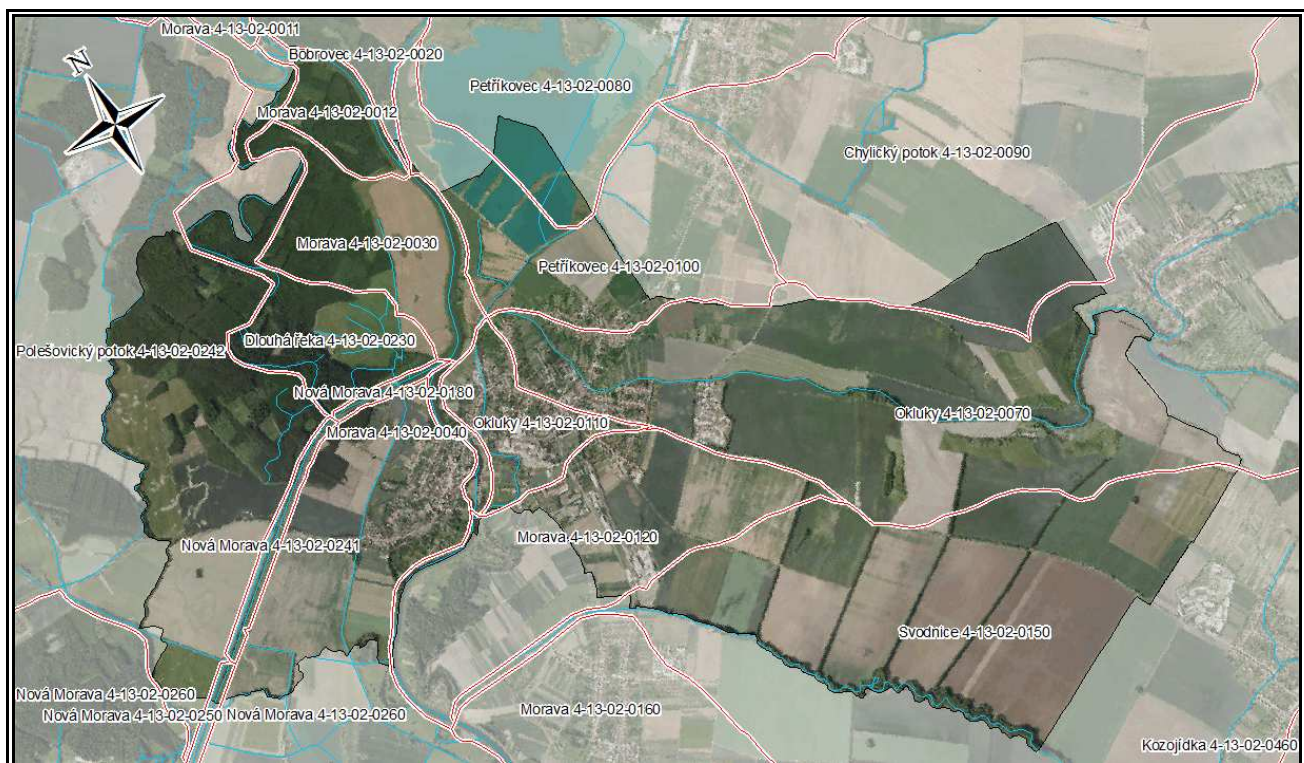 Morava 4-13-02-0011
Bobrovec 4-13-02-0020
N
Petříkovec 4-13-02-0080
Morava 4-13-02-0012
Chylický potok 4-13-02-0090
Morava 4-13-02-0030
Petříkovec 4-13-02-0100
Dlouhá řeka 4-13-02-0230
Polešovický potok 4-13-02-0242
Nová Morava 4-13-02-0180
Okluky 4-13-02-0070
Okluky 4-13-02-0110
Morava 4-13-02-0040
Nová Morava 4-13-02-0241
Morava 4-13-02-0120
Svodnice 4-13-02-0150
Nová Morava 4-13-02-0260
Morava 4-13-02-0160
Nová Morava 4-13-02-0250
Nová Morava 4-13-02-0260
Kozojídka 4-13-02-0460